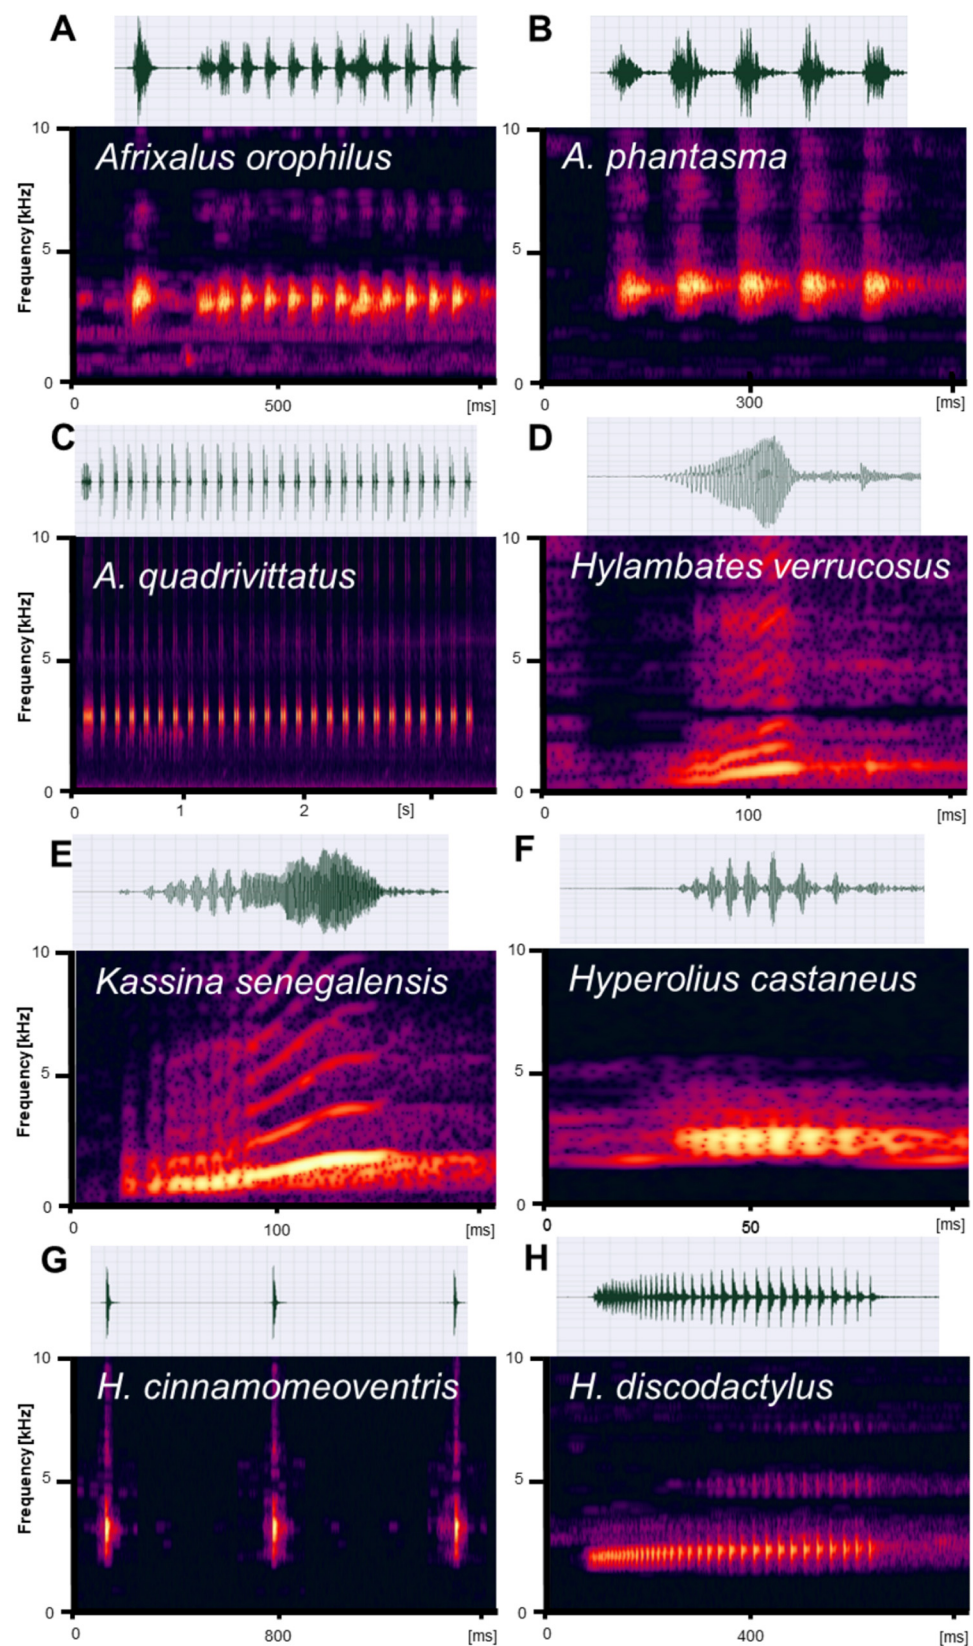 A
B
Afrixalus orophilus
A. phantasma
Frequency [kHz]
10
5
0
0
500
[ms]
10
5
0
0
300
[ms]
C
D
A. quadrivittatus
Hylambates verrucosus
Frequency [kHz]
10
5
0
0
1
2
[s]
10
5
0
0
100
[ms]
E
F
Kassina senegalensis
Hyperolius castaneus
Frequency [kHz]
10
5
0
0
100
[ms]
10
5
0
0
50
[ms]
G
H
H. cinnamomeoventris
H. discodactylus
Frequency [kHz]
10
5
0
0
800
[ms]
10
5
0
0
400
[ms]